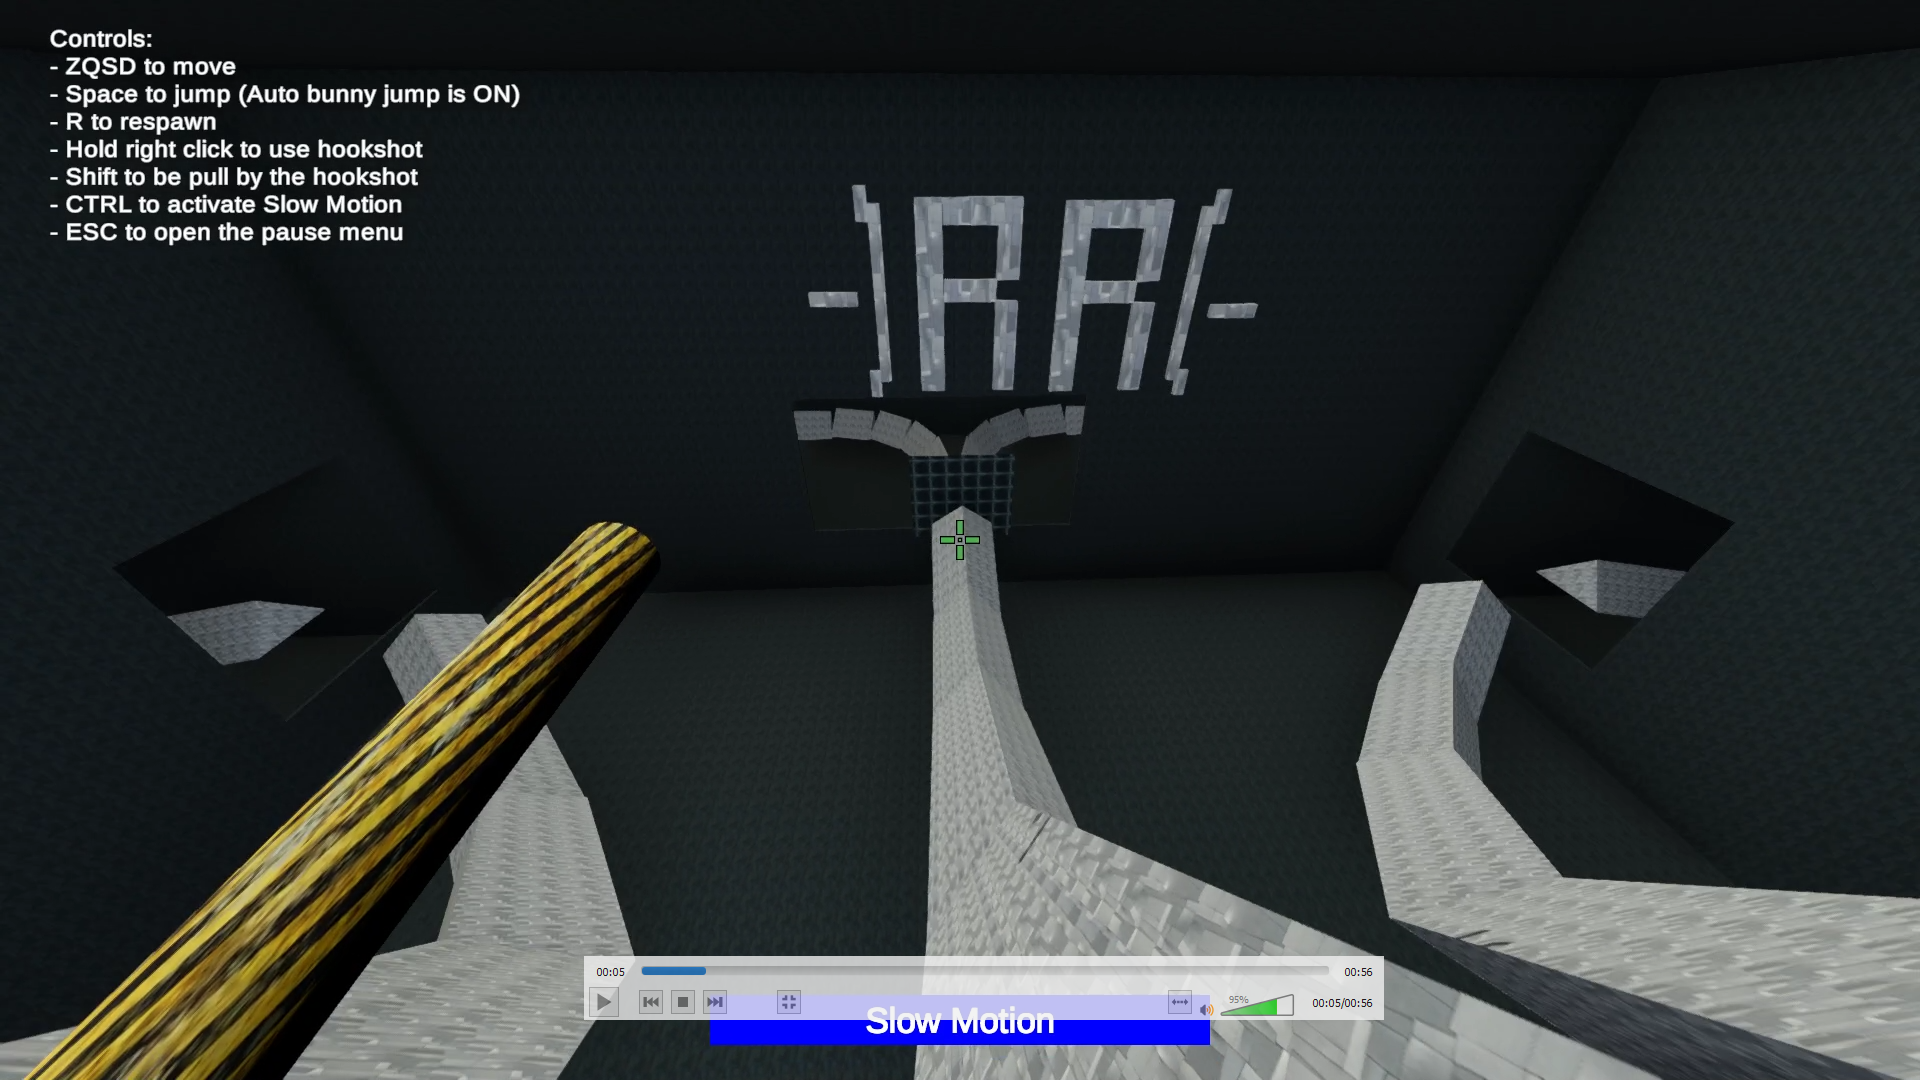 Controls:
- ZQSD to move
- Space to jump (Auto bunny jump is ON)
- R to respawn
- Hold right click to use hookshot
- Shift to be pull by the hookshot
- CTRL to activate Slow Motion
- ESC to open the pause menu
-)RR(-
00:05 00:56
95% 00:05/00:56
Slow Motion